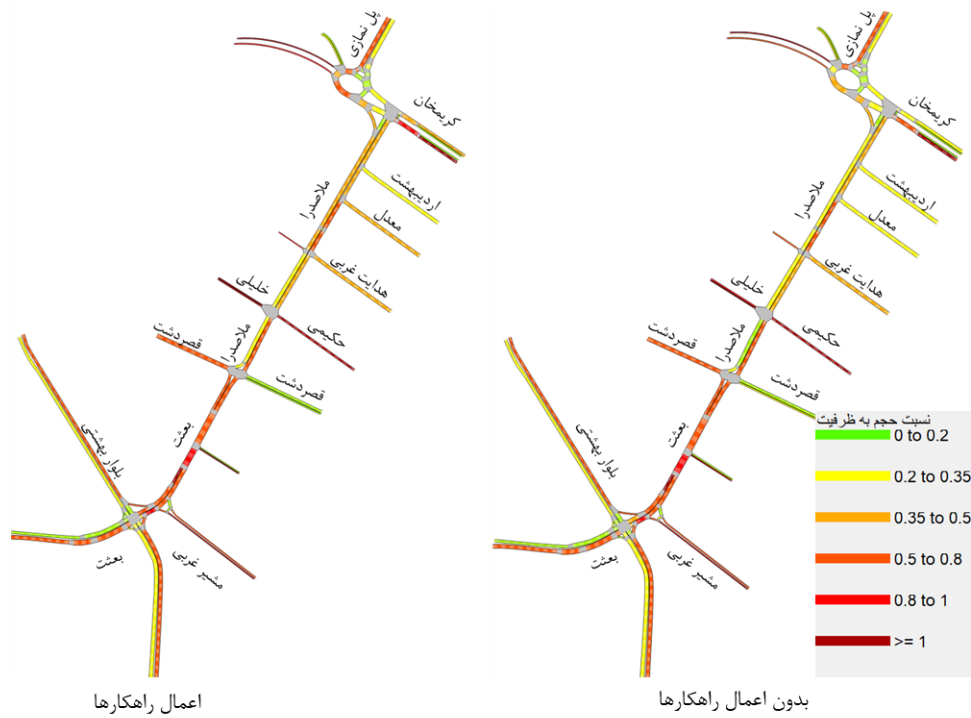 پل نمازی
کریمخان
ملاصدرا
اردیبهشت
معدل
هدایت غربی
خلیلی
حکیمی
ملاصدرا
قصردشت
قصردشت
بعثت
بلوار بهشتی
بعثت
مشیر غربی
اعمال راهکارها
پل نمازی
کریمخان
ملاصدرا
اردیبهشت
معدل
هدایت غربی
خلیلی
حکیمی
ملاصدرا
قصردشت
قصردشت
بعثت
بلوار بهشتی
بعثت
مشیر غربی
نسبت حجم به ظرفیت
0 to 0.2
0.2 to 0.35
0.35 to 0.5
0.5 to 0.8
0.8 to 1
>= 1
بدون اعمال راهکارها